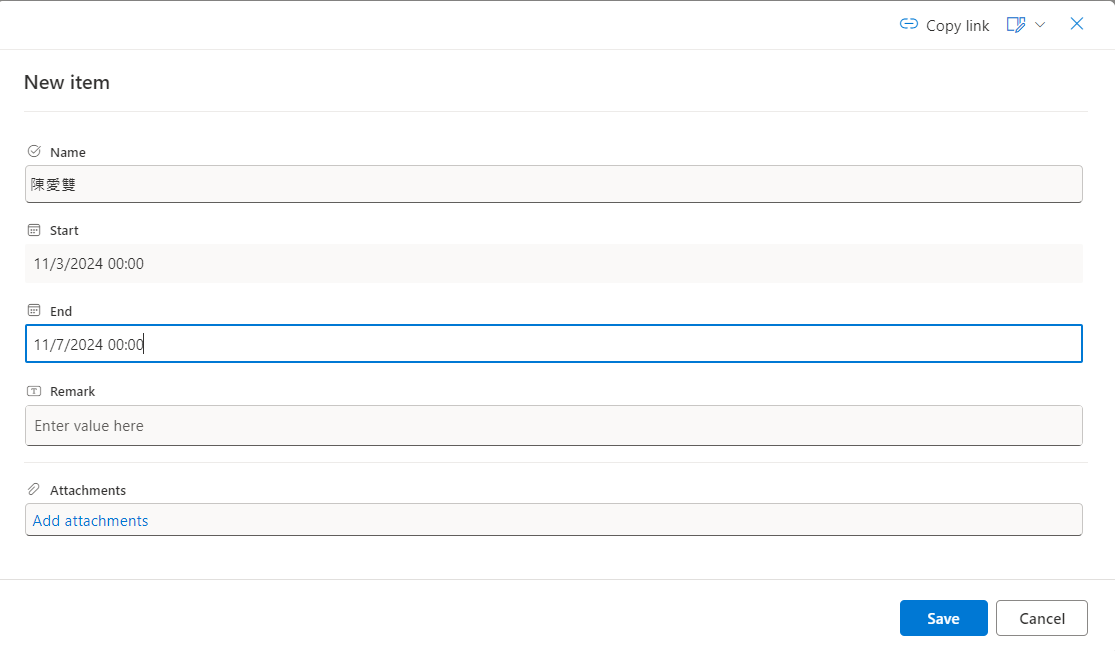 Copy link
New item
Name
陳愛雙
Start
11/3/2024 00:00
End
11/7/2024 00:00
Remark
Enter value here
Attachments
Add attachments
Save Cancel